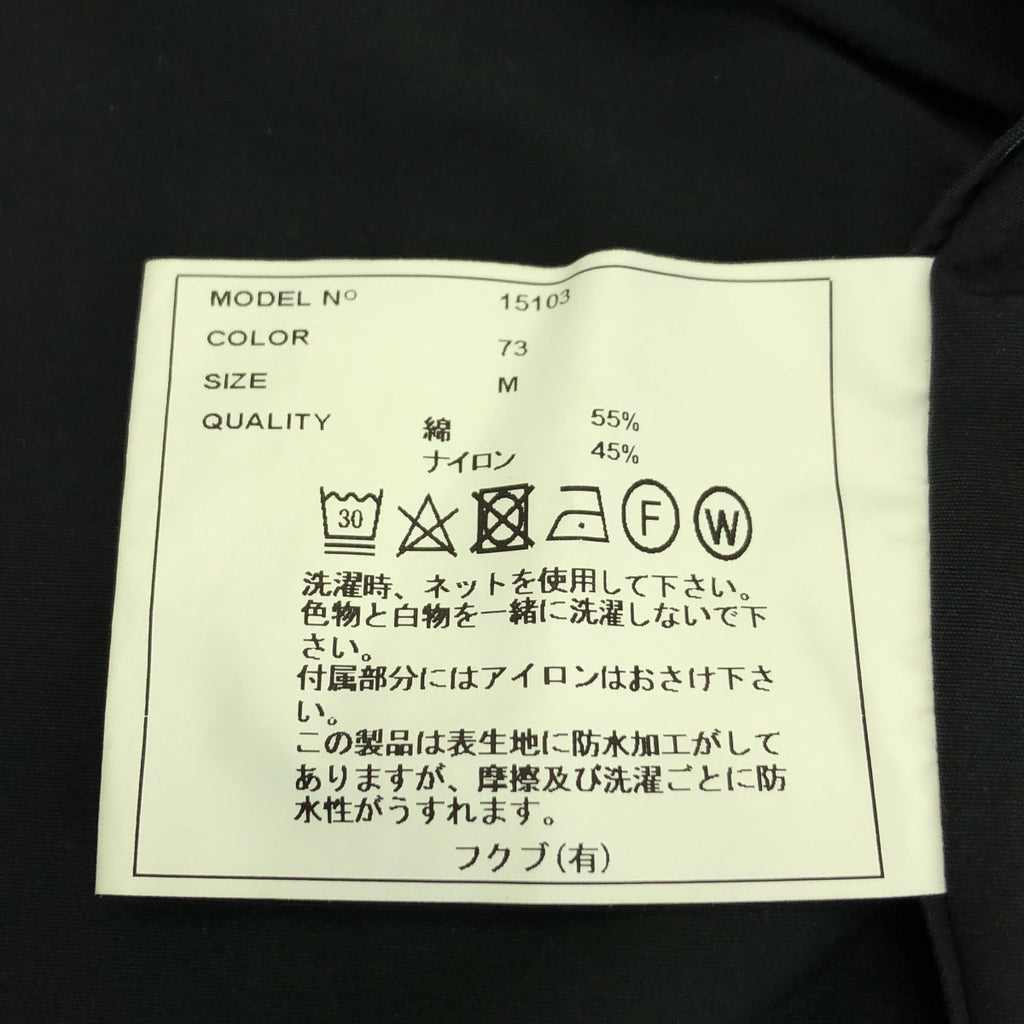 MODEL Nº 15103
COLOR 73
SIZE M
QUALITY 綿 55%
ナイロン 45%
30 F W
洗濯時、ネットを使用して下さい。
色物と白物を一緒に洗濯しないで下
さい。
付属部分にはアイロンはおさけ下さ
い。
この製品は表生地に防水加工がして
ありますが、摩擦及び洗濯ごとに防
水性がうすれます。
フクブ(有)